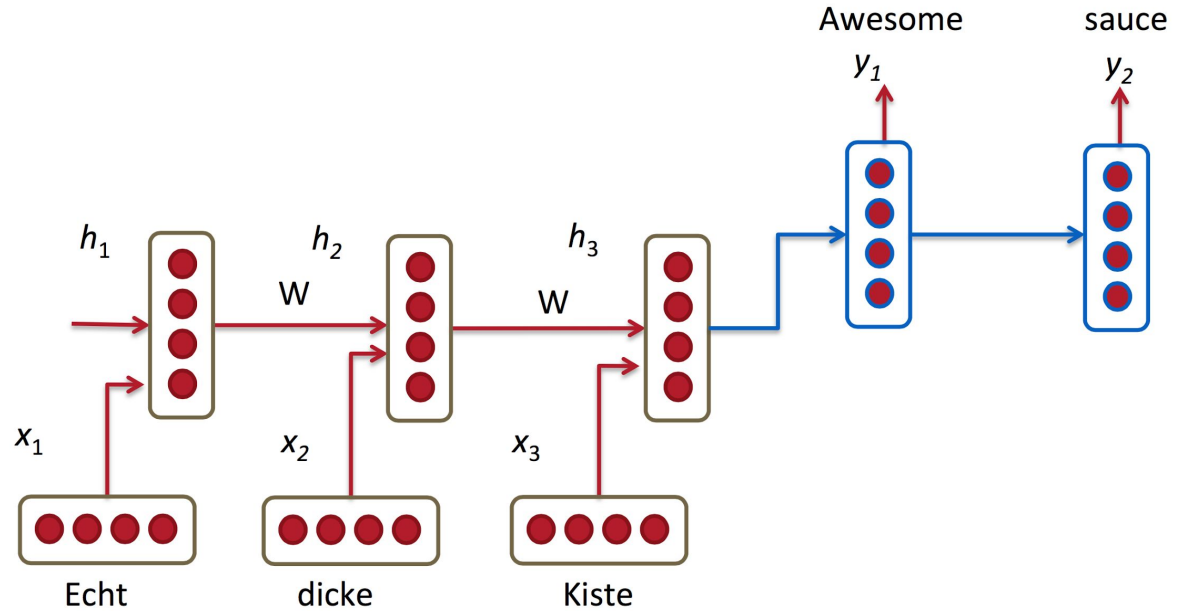 Awesome sauce
y1 y2
h1 h2 h3
W W
x1 x2 x3
Echt dicke Kiste